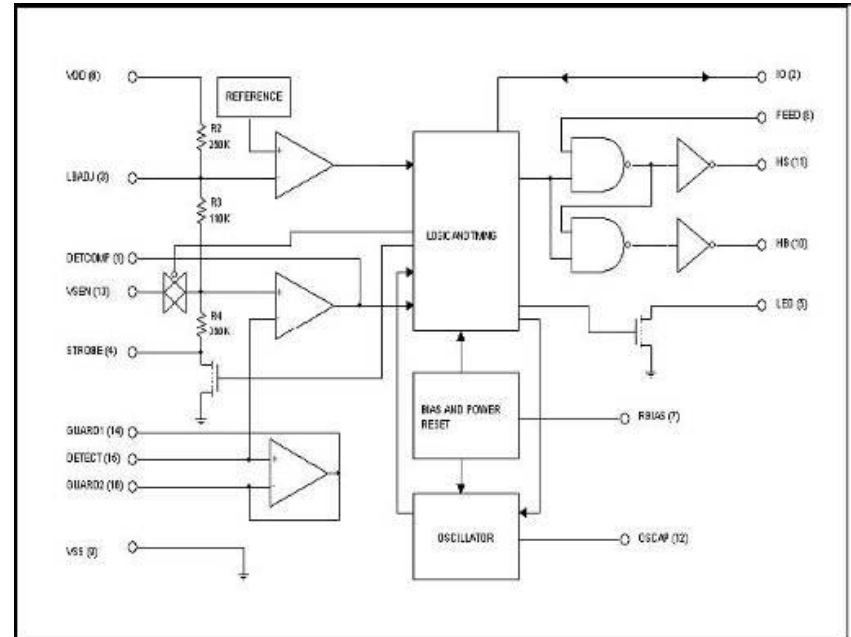 VDD (6)
IO (2)
REFERENCE
FEED (8)
R2
250K
HS (11)
LBADJ (3)
R3
110K
LOGIC AND TIMING
HB (10)
DETCOMP (1)
VSEN (13)
LED (5)
R4
250K
STROBE (4)
BIAS AND POWER
RESET
RBIAS (7)
GUARD1 (14)
DETECT (15)
GUARD2 (16)
OSCILLATOR
OSCAP (12)
VSS (9)